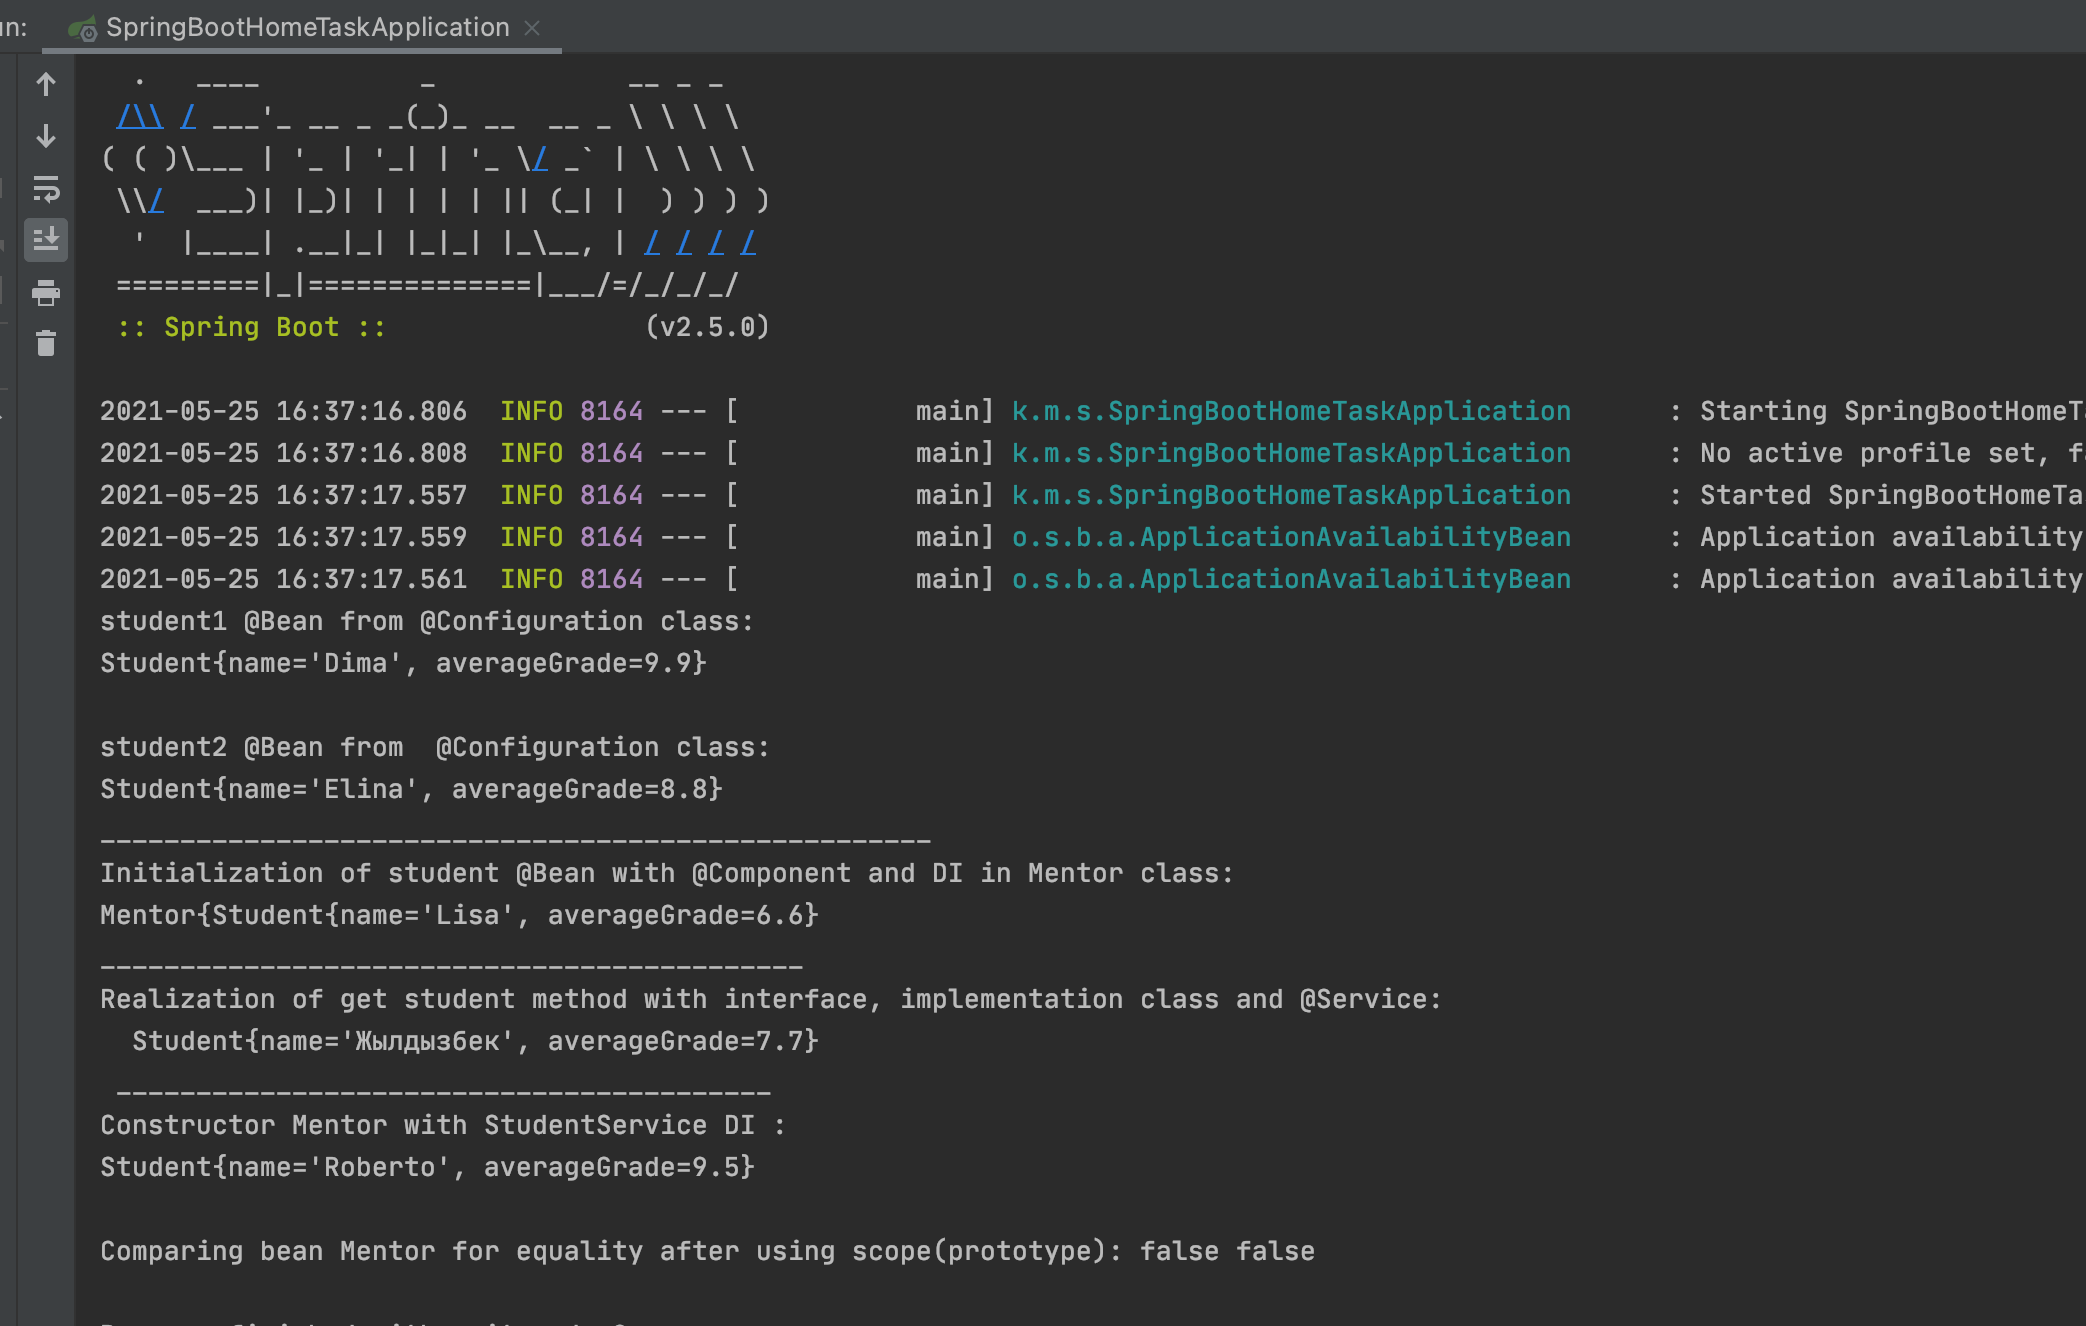 un: SpringBootHomeTaskApplication
  .   ____          _            __ _ _
 /\\ / ___'_ __ _ _(_)_ __  __ _ \ \ \ \
( ( )\___ | '_ | '_| | '_ \/ _` | \ \ \ \
 \\/  ___)| |_)| | | | | || (_| |  ) ) ) )
  '  |____| .__|_| |_|_| |_\__, | / / / /
 =========|_|==============|___/=/_/_/_/
 :: Spring Boot ::                (v2.5.0)
2021-05-25 16:37:16.806  INFO 8164 --- [           main] k.m.s.SpringBootHomeTaskApplication      : Starting SpringBootHomeT
2021-05-25 16:37:16.808  INFO 8164 --- [           main] k.m.s.SpringBootHomeTaskApplication      : No active profile set, f
2021-05-25 16:37:17.557  INFO 8164 --- [           main] k.m.s.SpringBootHomeTaskApplication      : Started SpringBootHomeTa
2021-05-25 16:37:17.559  INFO 8164 --- [           main] o.s.b.a.ApplicationAvailabilityBean      : Application availability
2021-05-25 16:37:17.561  INFO 8164 --- [           main] o.s.b.a.ApplicationAvailabilityBean      : Application availability
student1 @Bean from @Configuration class:
Student{name='Dima', averageGrade=9.9}
student2 @Bean from  @Configuration class:
Student{name='Elina', averageGrade=8.8}
____________________________________________________
Initialization of student @Bean with @Component and DI in Mentor class:
Mentor{Student{name='Lisa', averageGrade=6.6}
____________________________________________
Realization of get student method with interface, implementation class and @Service:
  Student{name='Жылдызбек', averageGrade=7.7}
 _________________________________________
Constructor Mentor with StudentService DI :
Student{name='Roberto', averageGrade=9.5}
Comparing bean Mentor for equality after using scope(prototype): false false